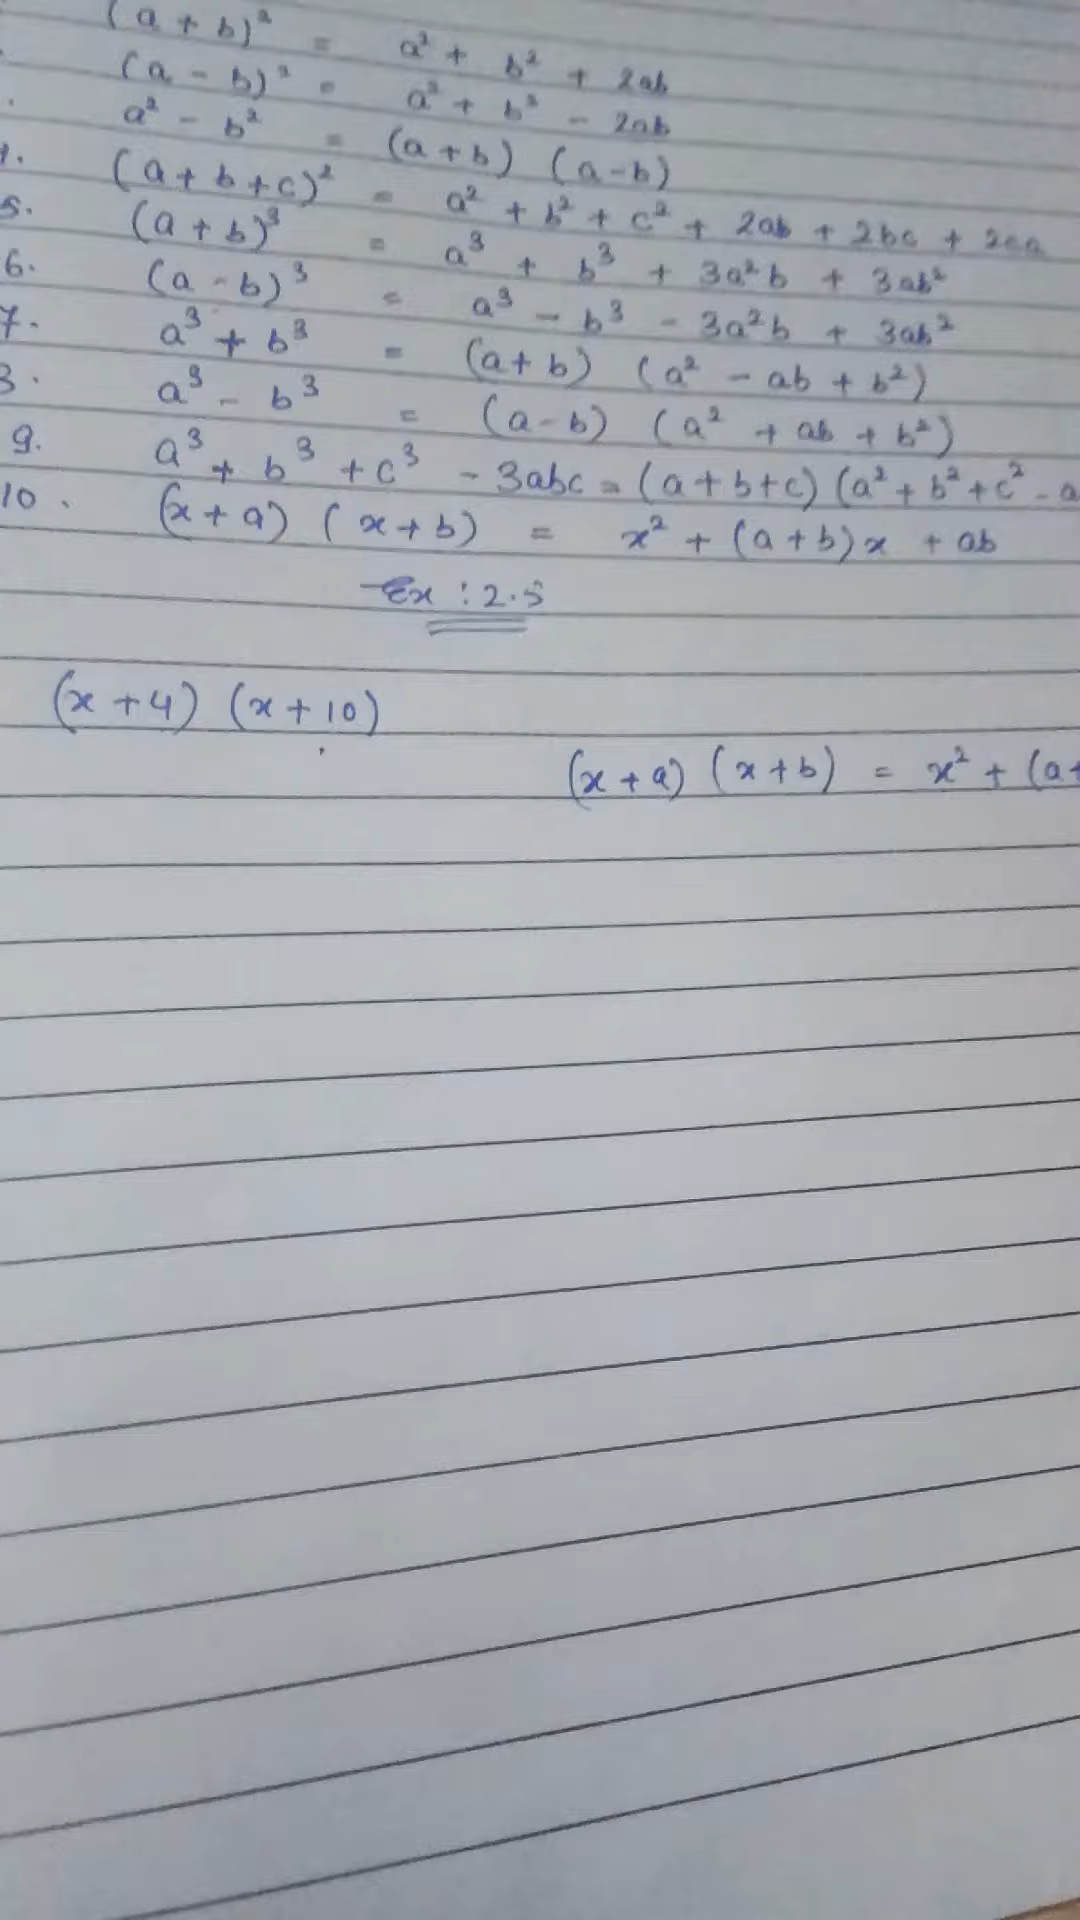 (a + b)² = a² + b² + 2ab
(a - b)² = a² + b² - 2ab
a² - b² = (a+b) (a-b)
(a + b + c)² = a² + b² + c² + 2ab + 2bc + 2ca
5. (a + b)³ = a³ + b³ + 3a²b + 3ab²
6. (a - b)³ = a³ - b³ - 3a²b + 3ab²
7. a³ + b³ = (a+b) (a² - ab + b²)
a³ - b³ = (a-b) (a² + ab + b²)
9. a³ + b³ + c³ - 3abc = (a+b+c) (a² + b² + c² - a
10. (x+a) (x+b) = x² + (a+b)x + ab
Ex : 2.5
(x+4) (x+10)
(x+a) (x+b) = x² + (a+